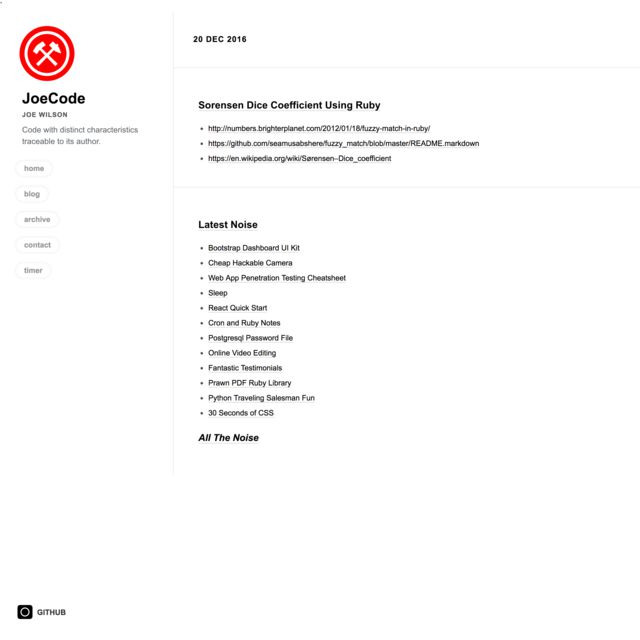 JoeCode
JOE WILSON
Code with distinct characteristics
traceable to its author.
home
blog
archive
contact
timer
20 DEC 2016
Sorensen Dice Coefficient Using Ruby
http://numbers.brighterplanet.com/2012/01/18/fuzzy-match-in-ruby/
https://github.com/seamusabshere/fuzzy_match/blob/master/README.markdown
https://en.wikipedia.org/wiki/Sørensen–Dice_coefficient
Latest Noise
Bootstrap Dashboard UI Kit
Cheap Hackable Camera
Web App Penetration Testing Cheatsheet
Sleep
React Quick Start
Cron and Ruby Notes
Postgresql Password File
Online Video Editing
Fantastic Testimonials
Prawn PDF Ruby Library
Python Traveling Salesman Fun
30 Seconds of CSS
All The Noise
GITHUB